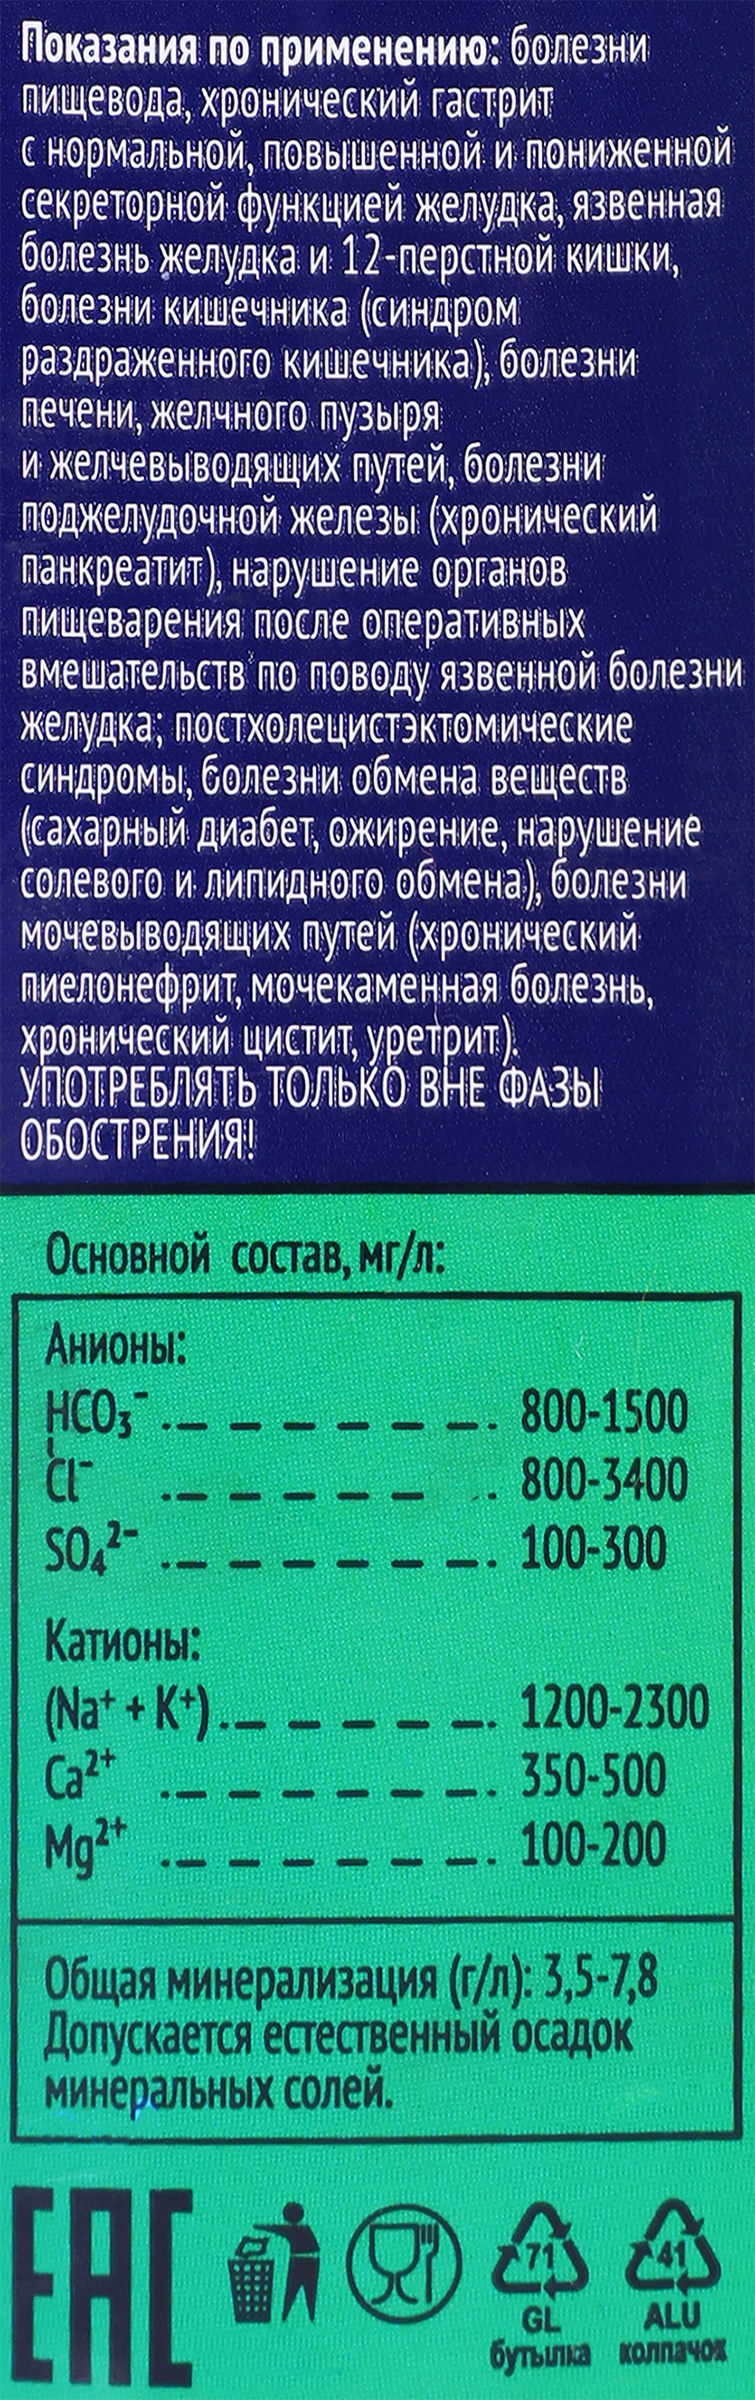 Показания по применению: болезни
пищевода, хронический гастрит
с нормальной, повышенной и пониженной
секреторной функцией желудка, язвенная
болезнь желудка и 12-перстной кишки,
болезни кишечника (синдром
раздраженного кишечника), болезни
печени, желчного пузыря
и желчевыводящих путей, болезни
поджелудочной железы (хронический
панкреатит), нарушение органов
пищеварения после оперативных
вмешательств по поводу язвенной болезни
желудка; постхолецистэктомические
синдромы, болезни обмена веществ
(сахарный диабет, ожирение, нарушение
солевого и липидного обмена), болезни
мочевыводящих путей (хронический
пиелонефрит, мочекаменная болезнь,
хронический цистит, уретрит).
УПОТРЕБЛЯТЬ ТОЛЬКО ВНЕ ФАЗЫ
ОБОСТРЕНИЯ!
Основной состав, мг/л:
Анионы:
HCO₃⁻ 800-1500
Cl⁻ 800-3400
SO₄²⁻ 100-300
Катионы:
(Na⁺ + K⁺) 1200-2300
Ca²⁺ 350-500
Mg²⁺ 100-200
Общая минерализация (г/л): 3,5-7,8
Допускается естественный осадок
минеральных солей.
EAC
71 41
GL ALU
бутылка колпачок